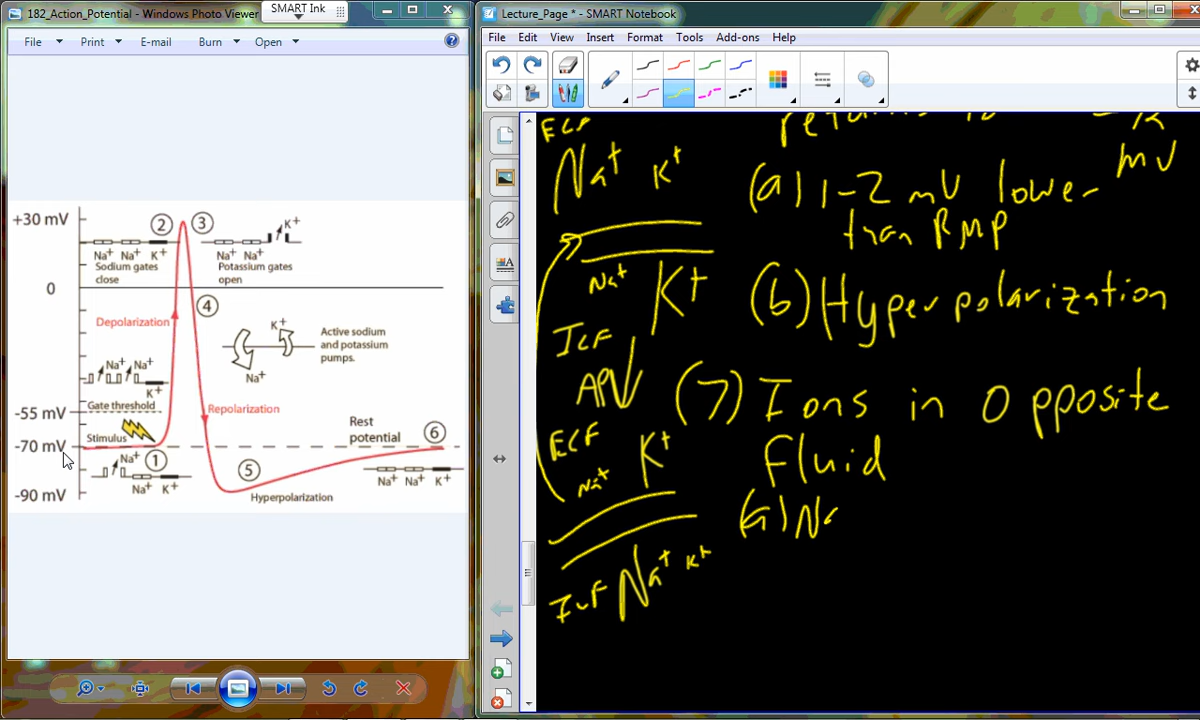 182_Action_Potential - Windows Photo Viewer
SMART Ink
File Print E-mail Burn Open
+30 mV
0
-55 mV
-70 mV
-90 mV
2
3
K+
Na+ Na+ K+
Sodium gates
close
Na+ Na+
Potassium gates
open
Depolarization
4
K+
Na+
Active sodium
and potassium
pumps.
Na+ Na+
K+
Gate threshold
Stimulus
Repolarization
Rest
potential
6
Na+
1
Na+ K+
5
Hyperpolarization
Na+ Na+ K+
Lecture_Page * - SMART Notebook
File Edit View Insert Format Tools Add-ons Help
ECF
Na+ K+
Na+ K+
ICF
AP
ECF
Na+ K+
ICF Na+ K+
returns to
mV
(a) 1-2 mV lower
than RMP
(b) Hyperpolarization
(7) Ions in Opposite
Fluid
(a) Na